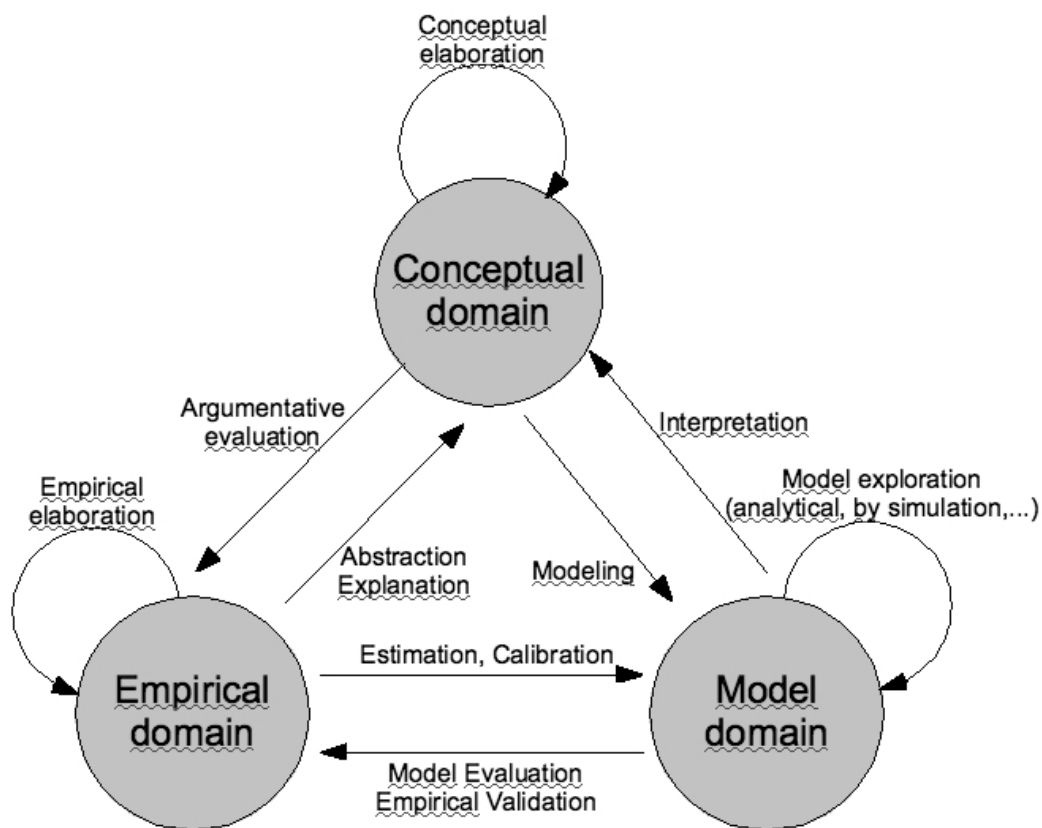 Conceptual
elaboration
Conceptual
domain
Argumentative
evaluation
Interpretation
Empirical
elaboration
Model exploration
(analytical, by simulation,...)
Abstraction
Explanation
Modeling
Estimation, Calibration
Empirical
domain
Model
domain
Model Evaluation
Empirical Validation